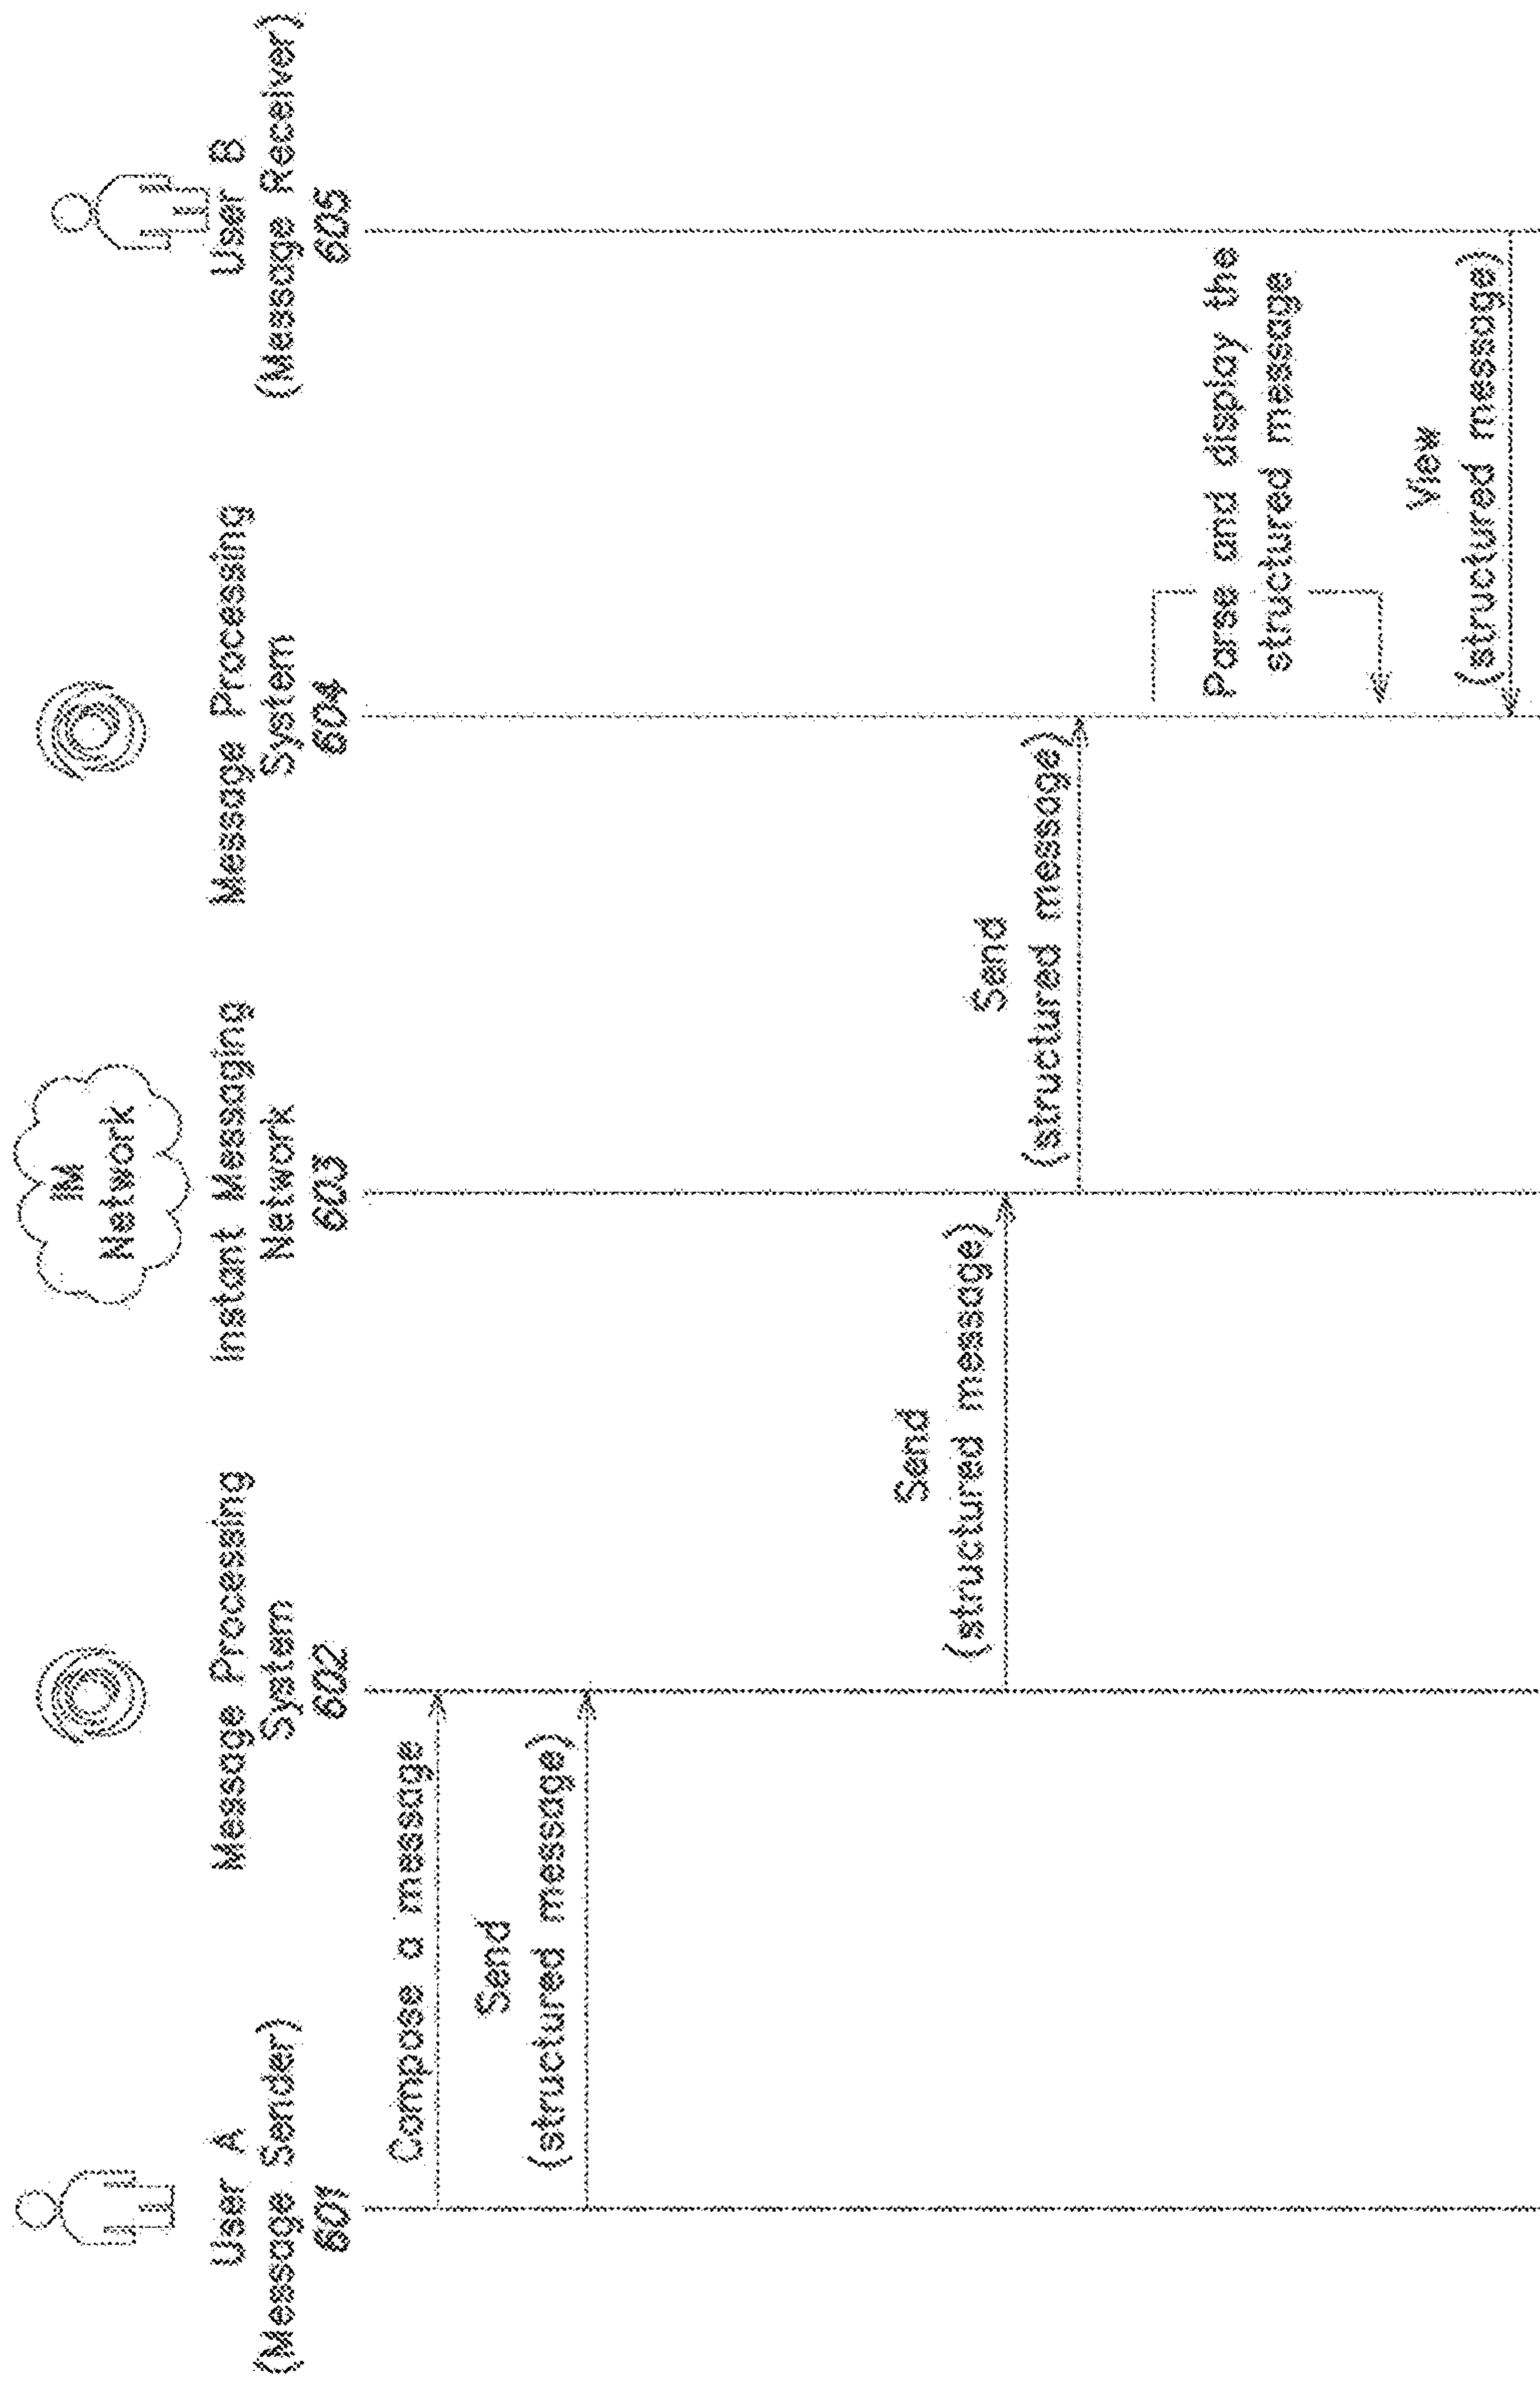 User A
(Message Sender)
601
Message Processing
System
602
IM
Network
Instant Messaging
Network
603
Message Processing
System
604
User B
(Message Receiver)
605
Compose a message
Send
(structured message)
Send
(structured message)
Send
(structured message)
Parse and display the
structured message
View
(structured message)